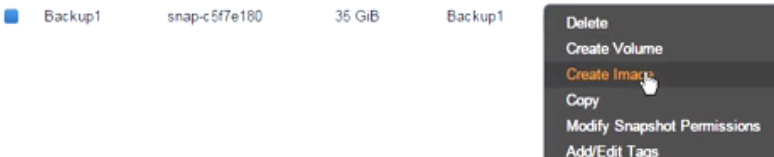 Backup1 snap-c5f7e180 35 GiB Backup1
Delete
Create Volume
Create Image
Copy
Modify Snapshot Permissions
Add/Edit Tags